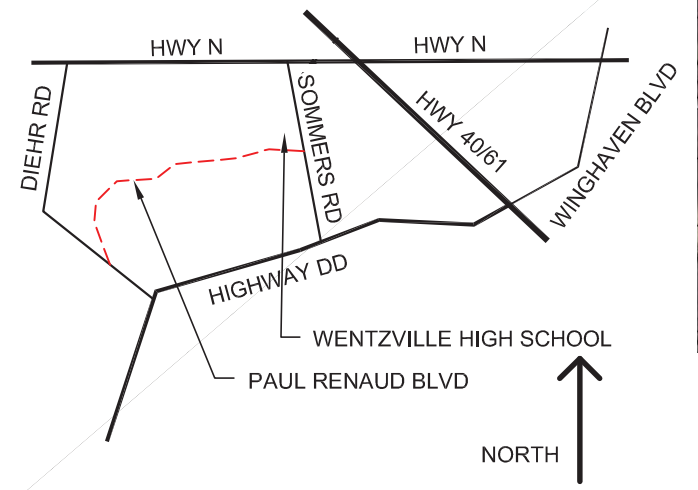 HWY N
HWY N
DIEHR RD
SOMMERS RD
HWY 40/61
WINGHAVEN BLVD
HIGHWAY DD
WENTZVILLE HIGH SCHOOL
PAUL RENAUD BLVD
NORTH